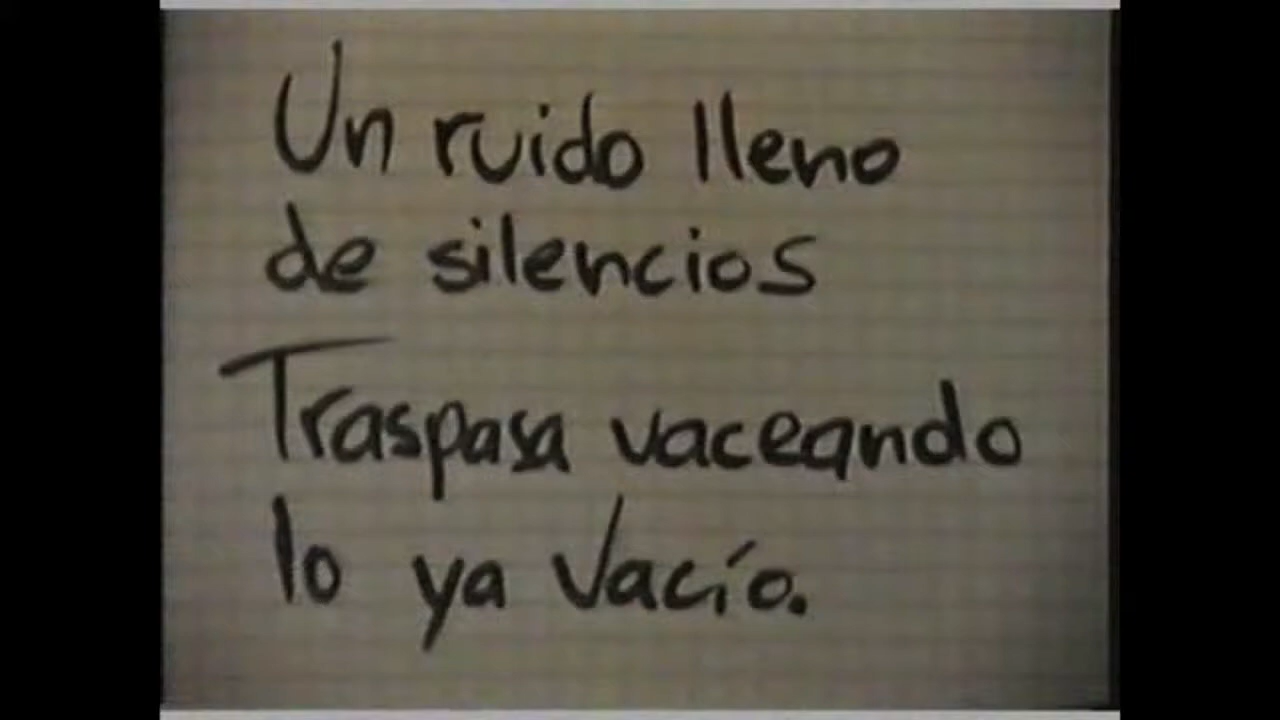 Un ruido lleno
de silencios
Traspasa vaceando
lo ya Vacío.